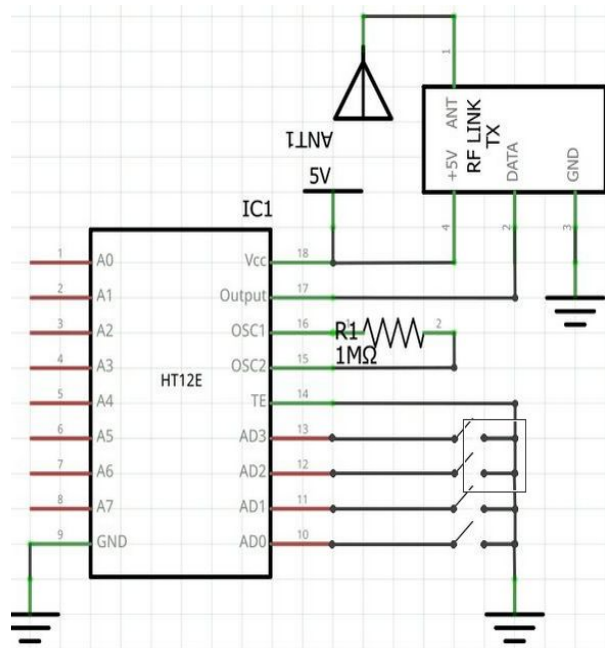 1
ANT
RF LINK
TX
+5V
DATA
GND
4
2
3
ANT1
5V
IC1
HT12E
1 A0 Vcc 18
2 A1 Output 17
3 A2 OSC1 16
4 A3 OSC2 15
5 A4 TE 14
6 A5 AD3 13
7 A6 AD2 12
8 A7 AD1 11
9 GND AD0 10
R1 1 2
1MΩ